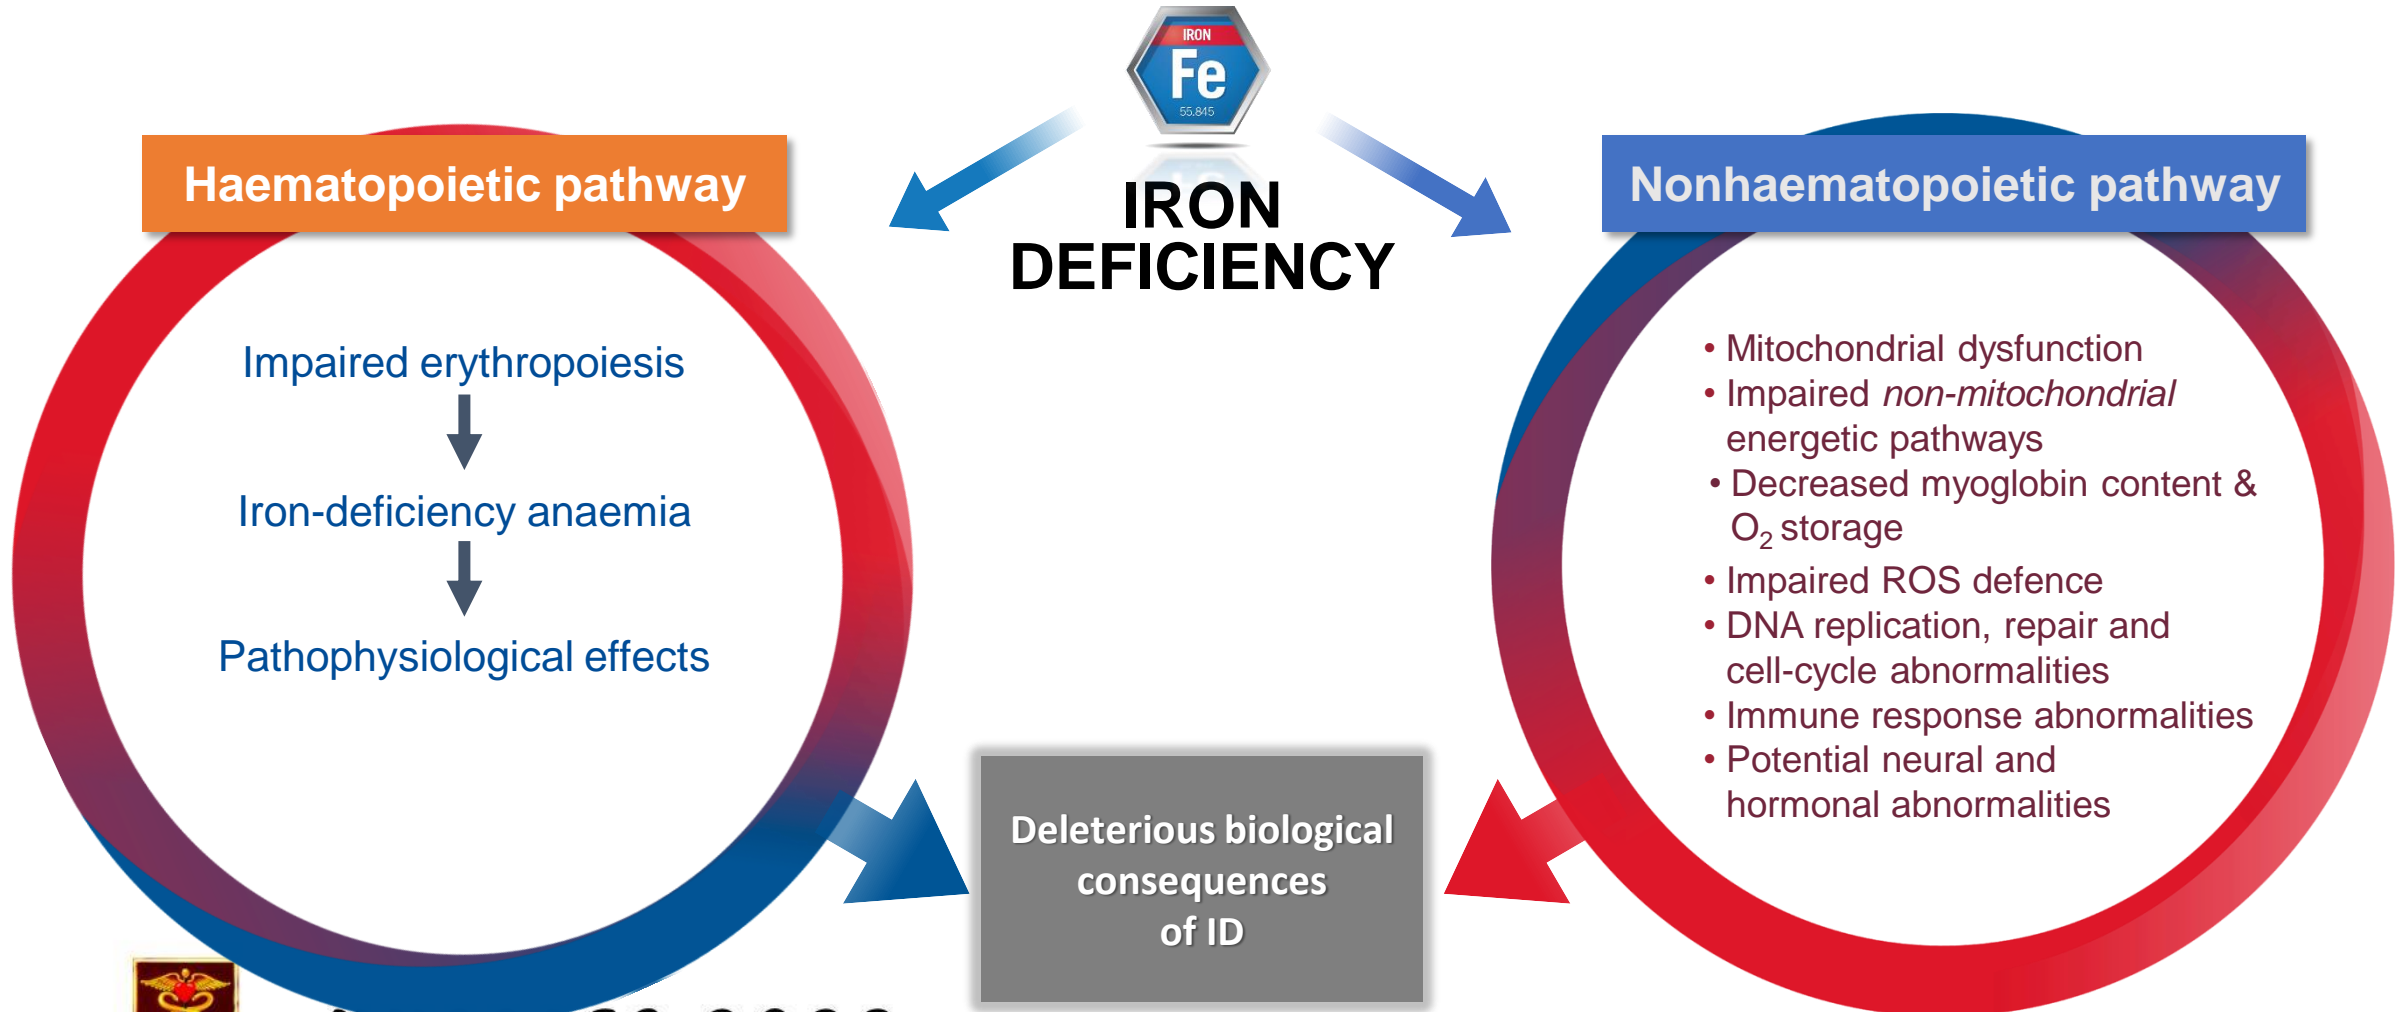 IRON
Fe
55.845
IRON
DEFICIENCY
Haematopoietic pathway
Impaired erythropoiesis
Iron-deficiency anaemia
Pathophysiological effects
Nonhaematopoietic pathway
• Mitochondrial dysfunction
• Impaired non-mitochondrial
energetic pathways
• Decreased myoglobin content &
O₂ storage
• Impaired ROS defence
• DNA replication, repair and
cell-cycle abnormalities
• Immune response abnormalities
• Potential neural and
hormonal abnormalities
Deleterious biological
consequences
of ID